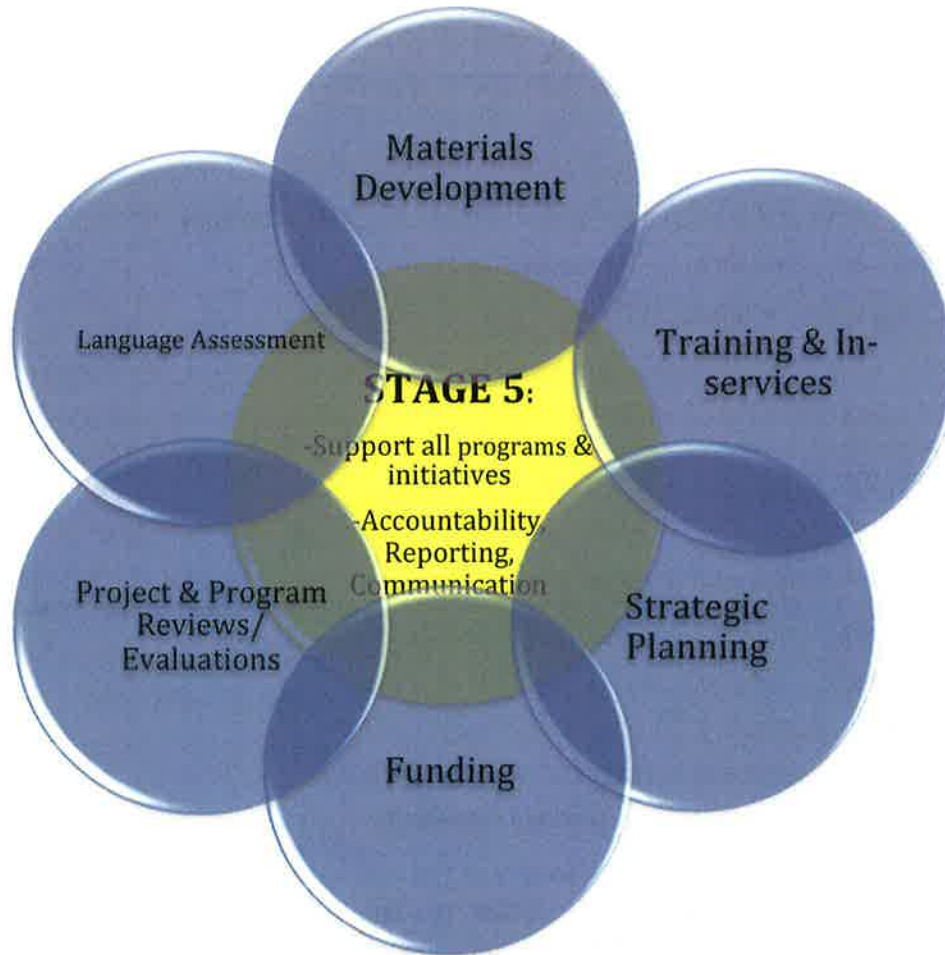 Materials
Development
Training & In-
services
Language Assessment
STAGE 5:
-Support all programs &
initiatives
-Accountability,
Reporting,
Communication
Project & Program
Reviews/
Evaluations
Strategic
Planning
Funding